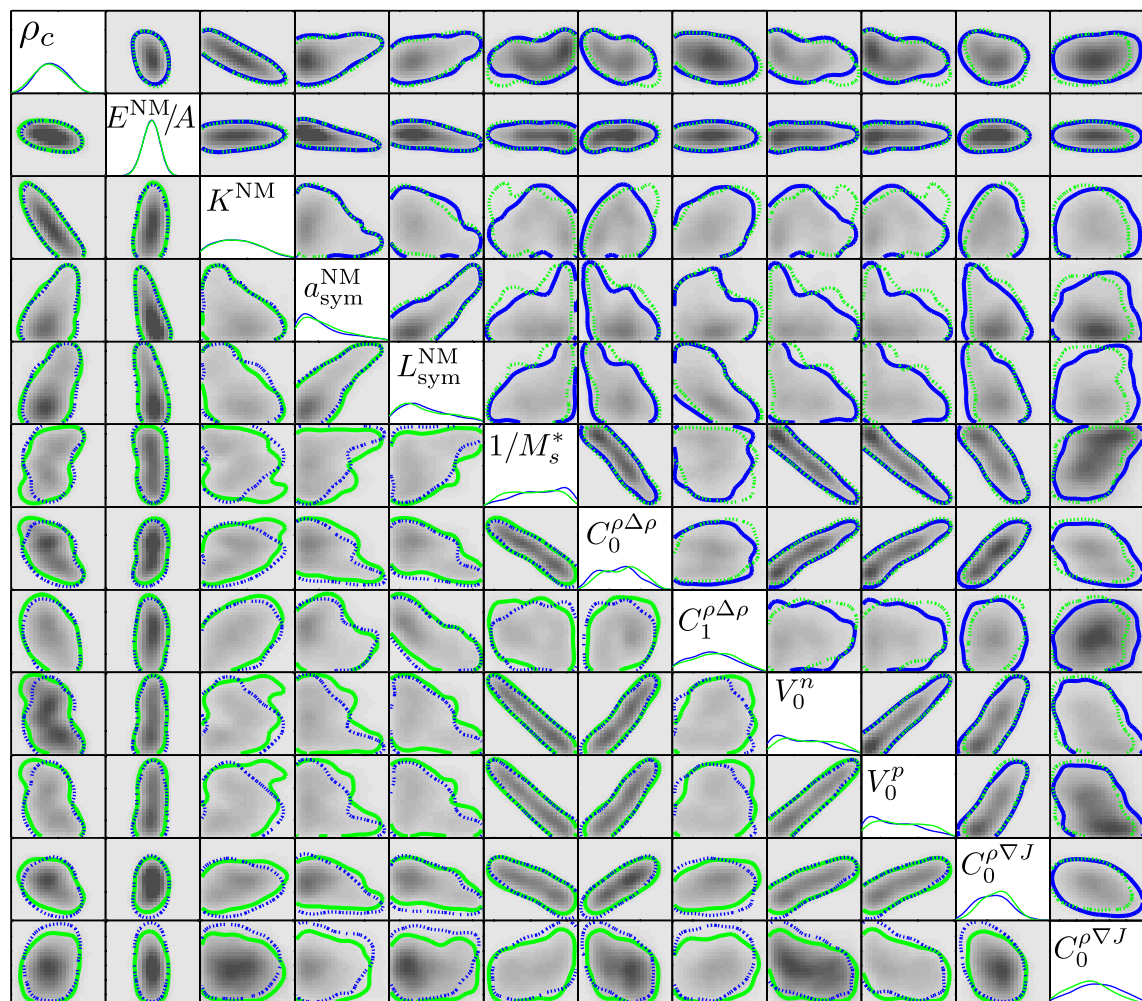 ρ_c
E^NM/A
K^NM
a_sym^NM
L_sym^NM
1/M_s^*
C_0^{ρΔρ}
C_1^{ρΔρ}
V_0^n
V_0^p
C_0^{ρ∇J}
C_0^{ρ∇J}